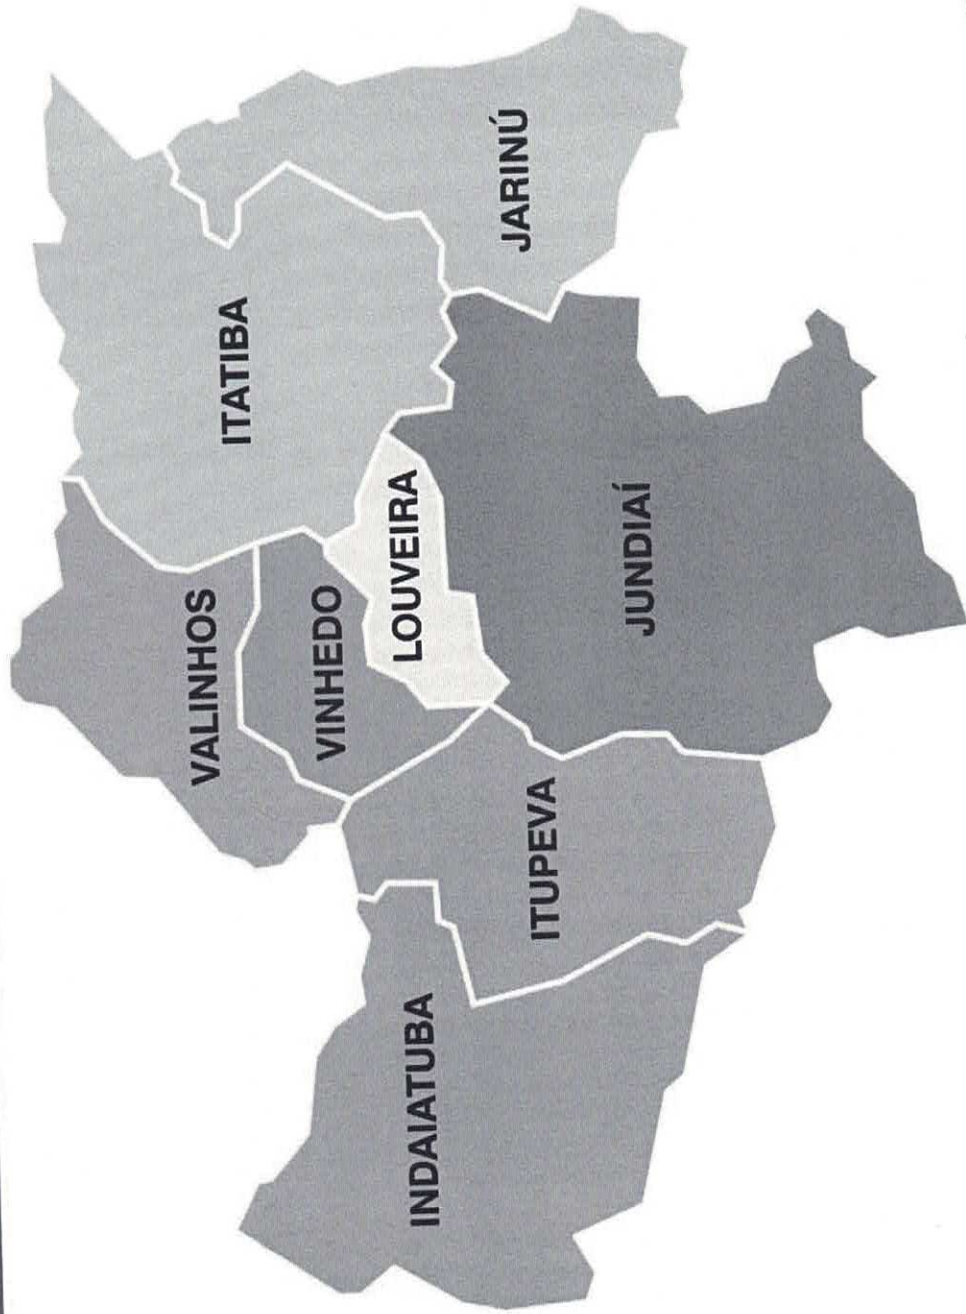 VALINHOS
ITATIBA
VINHEDO
LOUVEIRA
INDAIATUBA
JARINÚ
ITUPEVA
JUNDIAÍ